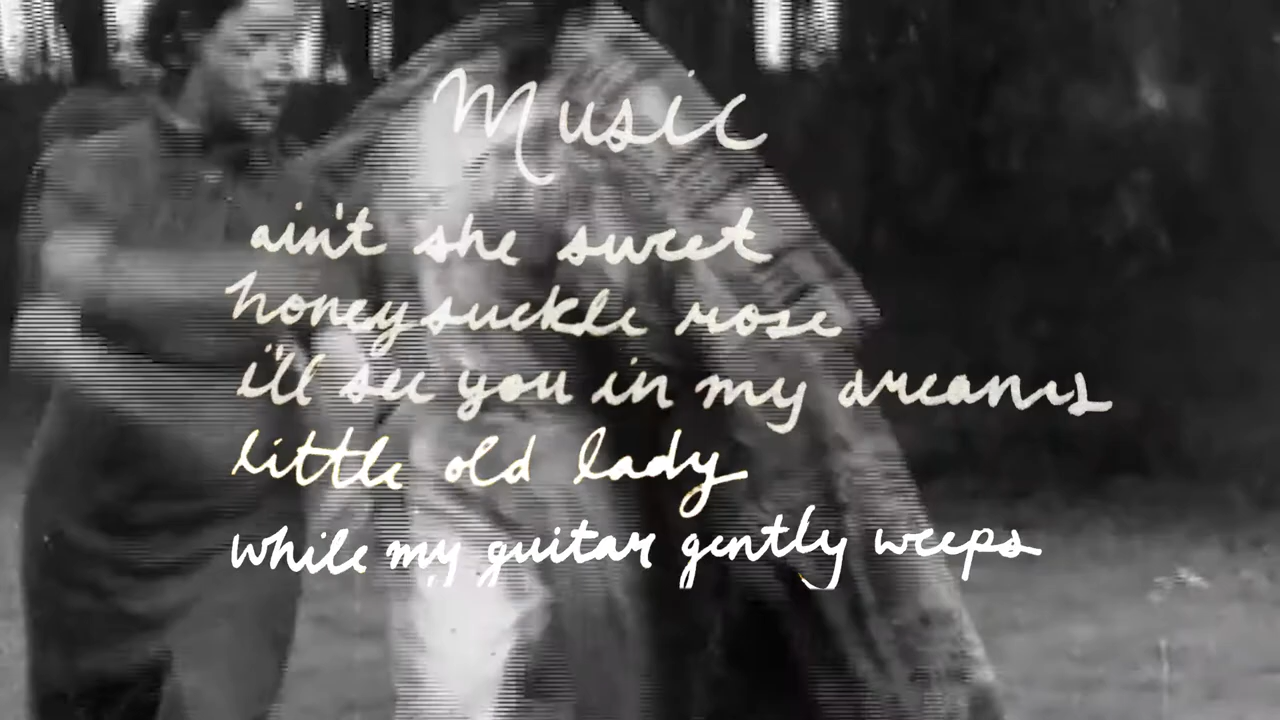 Music
ain't she sweet
honeysuckle rose
i'll see you in my dreams
little old lady
while my guitar gently weeps